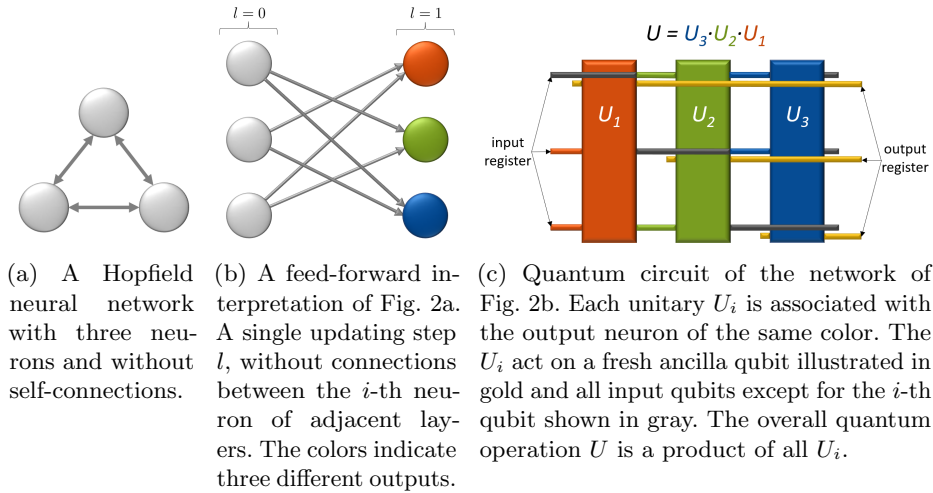 l = 0
l = 1
U = U3·U2·U1
U1
U2
U3
input
register
output
register
(a) A Hopfield
neural network
with three neu-
rons and without
self-connections.
(b) A feed-forward in-
terpretation of Fig. 2a.
A single updating step
l, without connections
between the i-th neu-
ron of adjacent lay-
ers. The colors indicate
three different outputs.
(c) Quantum circuit of the network of
Fig. 2b. Each unitary Ui is associated with
the output neuron of the same color. The
Ui act on a fresh ancilla qubit illustrated in
gold and all input qubits except for the i-th
qubit shown in gray. The overall quantum
operation U is a product of all Ui.